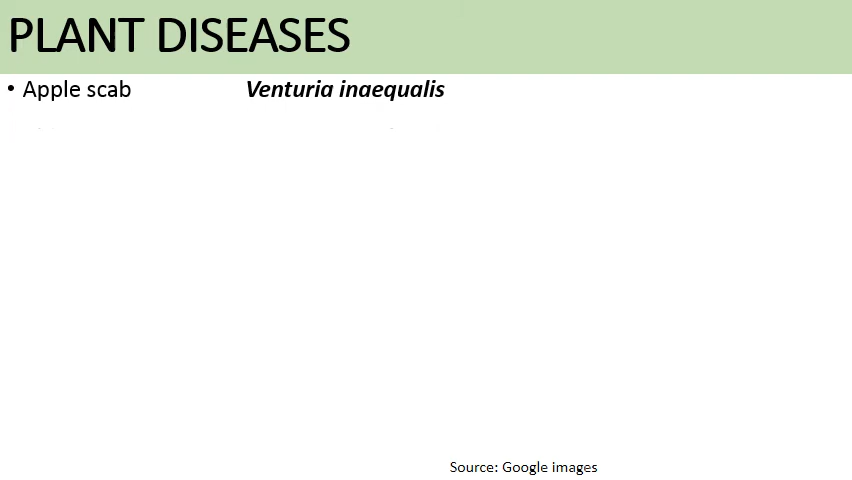 PLANT DISEASES
• Apple scab Venturia inaequalis
Source: Google images